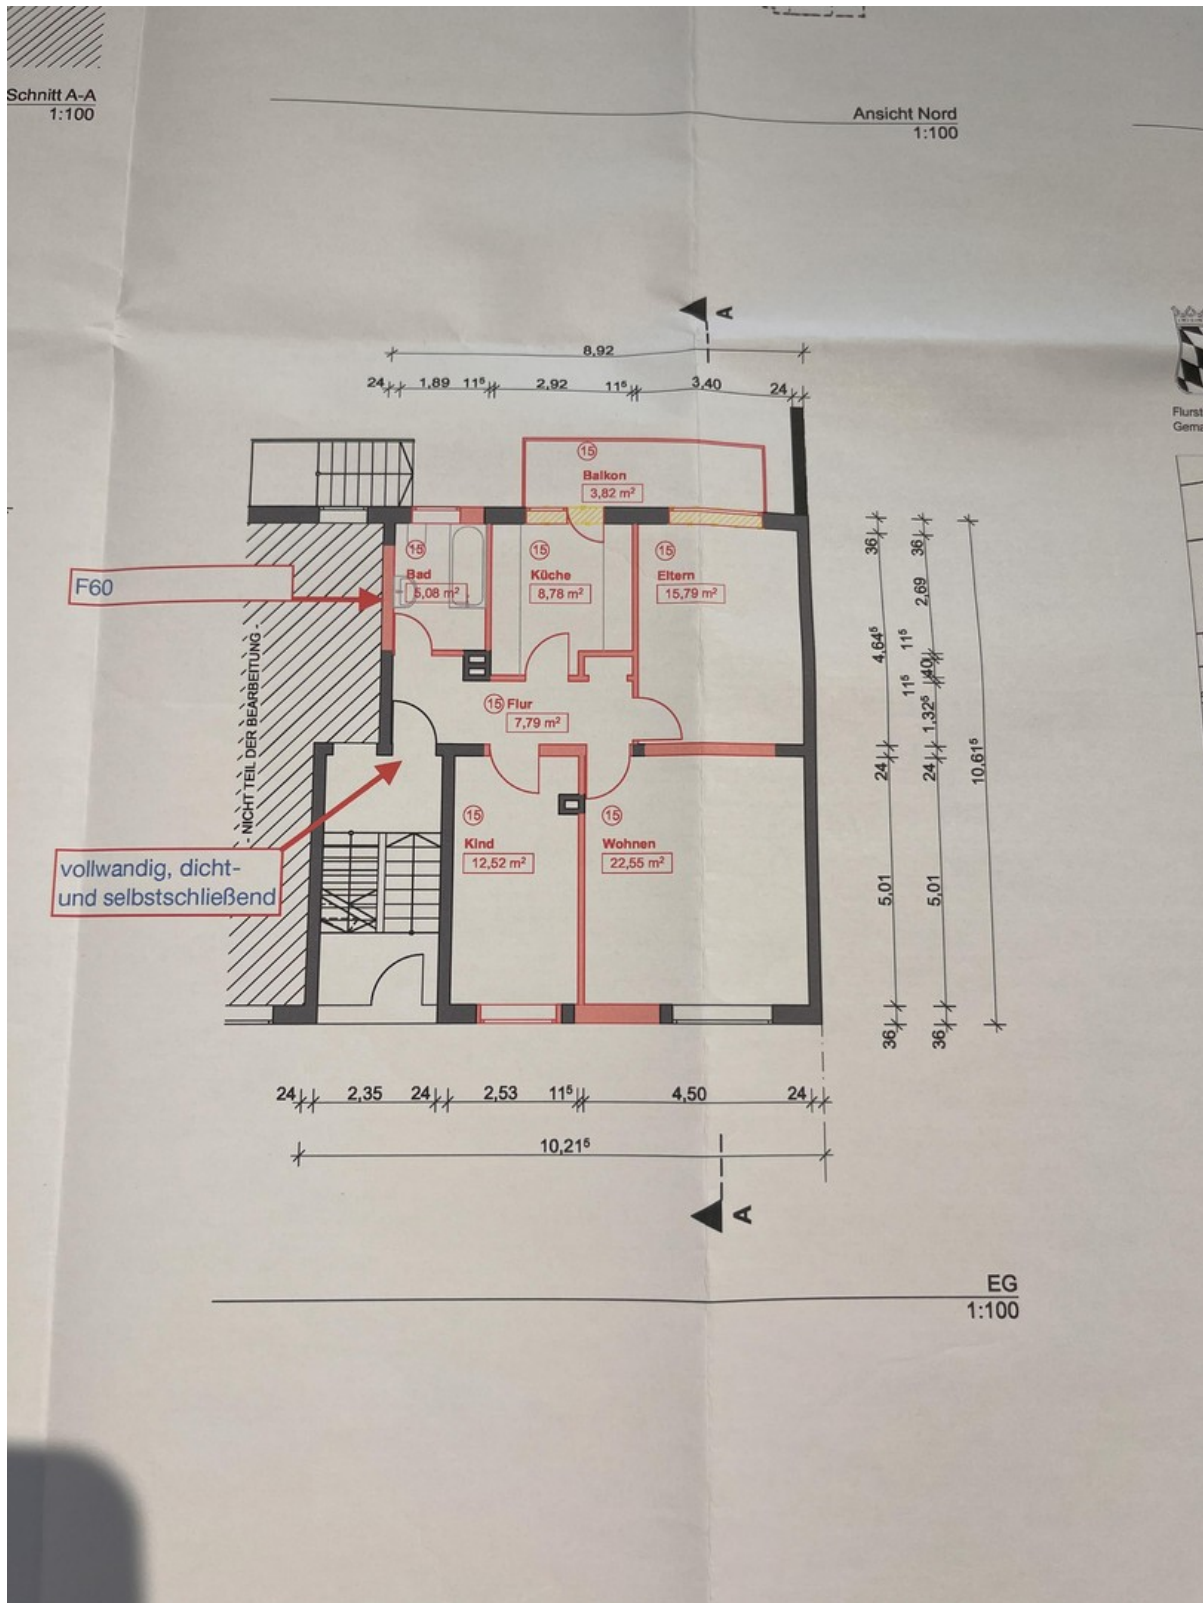 Schnitt A-A
1:100
Ansicht Nord
1:100
A
8,92
24 1,89 11⁵ 2,92 11⁵ 3,40 24
15
Balkon
3,82 m²
15
Bad
5,08 m²
15
Küche
8,78 m²
15
Eltern
15,79 m²
F60
- NICHT TEIL DER BEARBEITUNG -
15 Flur
7,79 m²
vollwandig, dicht-
und selbstschließend
15
Kind
12,52 m²
15
Wohnen
22,55 m²
36 4,64⁵ 24 5,01 36
11⁵ 11⁵
36 2,69 40 1,32⁵ 24 5,01 36
10,61⁵
24 2,35 24 2,53 11⁵ 4,50 24
10,21⁵
A
EG
1:100